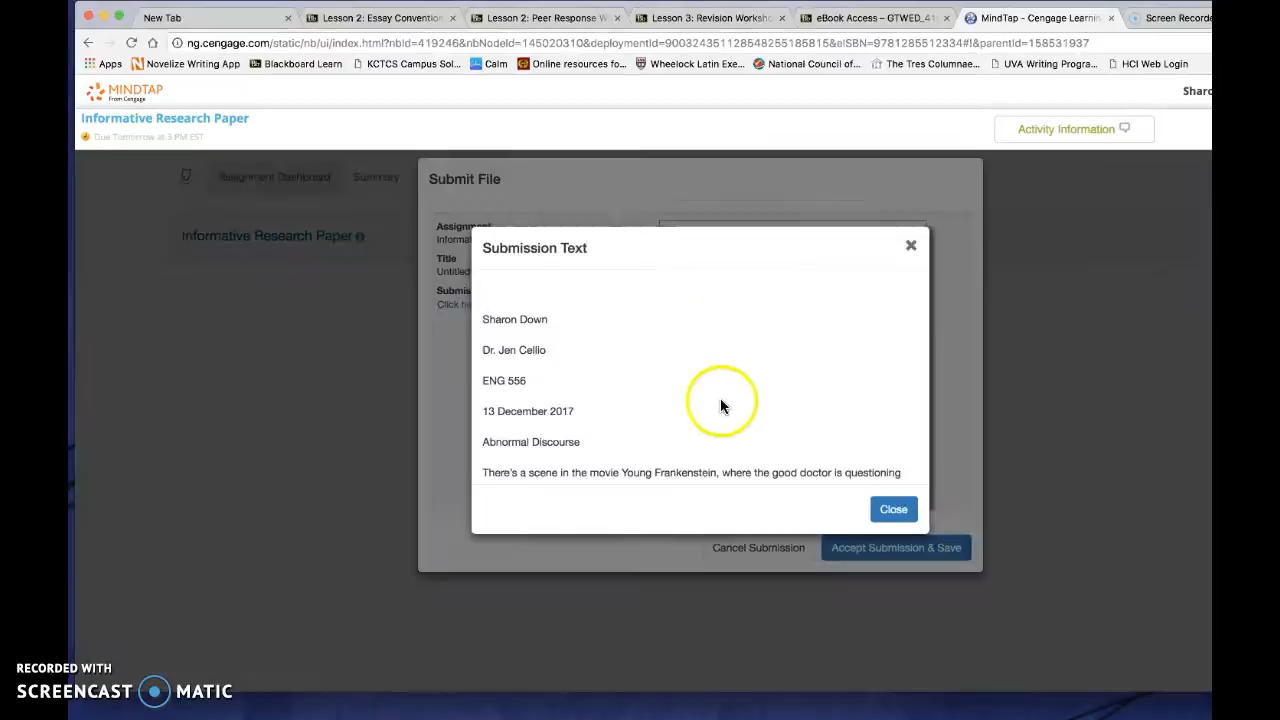 New Tab
Lesson 2: Essay Convention
Lesson 2: Peer Response W
Lesson 3: Revision Worksho
eBook Access – GTWED_41
MindTap - Cengage Learnin
Screen Recorde
ng.cengage.com/static/nb/ui/index.html?nbId=419246&nbNodeId=145020310&deploymentId=90032435112854825518​5815&eISBN=9781285512334#!&parentId=158531937
Apps
Novelize Writing App
Blackboard Learn
KCTCS Campus Sol...
Calm
Online resources fo...
Wheelock Latin Exe...
National Council of...
The Tres Columnae...
UVA Writing Progra...
HCI Web Login
MINDTAP
From Cengage
Sharo
Informative Research Paper
Due Tomorrow at 3 PM EST
Activity Information
Assignment Dashboard
Summary
Submit File
Informative Research Paper
Assignment
Informat
Title
Untitled
Submis
Click he
Submission Text
Sharon Down
Dr. Jen Cellio
ENG 556
13 December 2017
Abnormal Discourse
There's a scene in the movie Young Frankenstein, where the good doctor is questioning
Close
Cancel Submission
Accept Submission & Save
RECORDED WITH
SCREENCAST MATIC